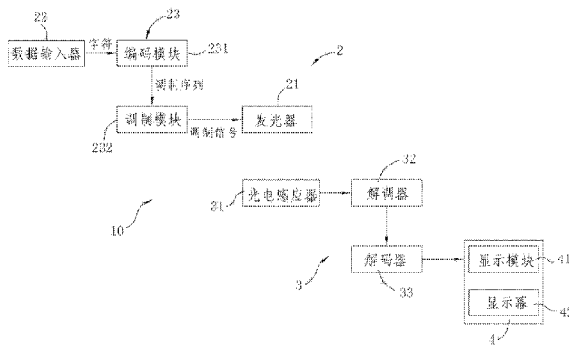 22
23
数据输入器
字符
编码模块
231
2
调制序列
21
调制模块
调制信号
发光器
232
32
光电感应器
解调器
31
10
解码器
显示模块
41
3
33
显示器
42
4